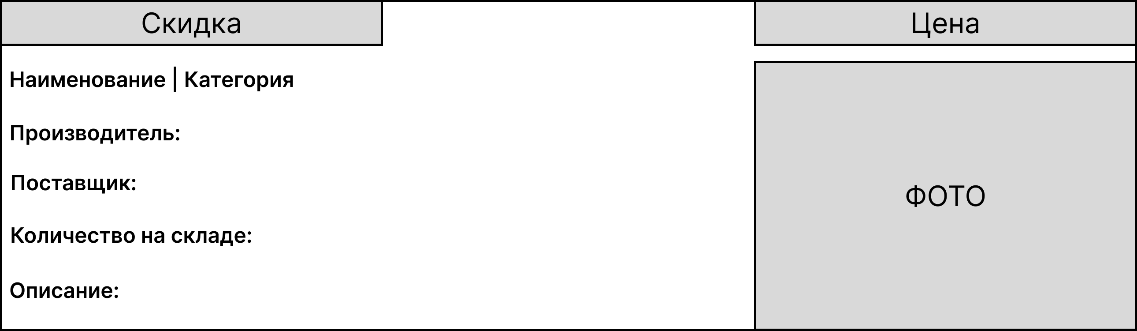 Скидка
Цена
Наименование | Категория
Производитель:
Поставщик:
Количество на складе:
Описание:
ФОТО